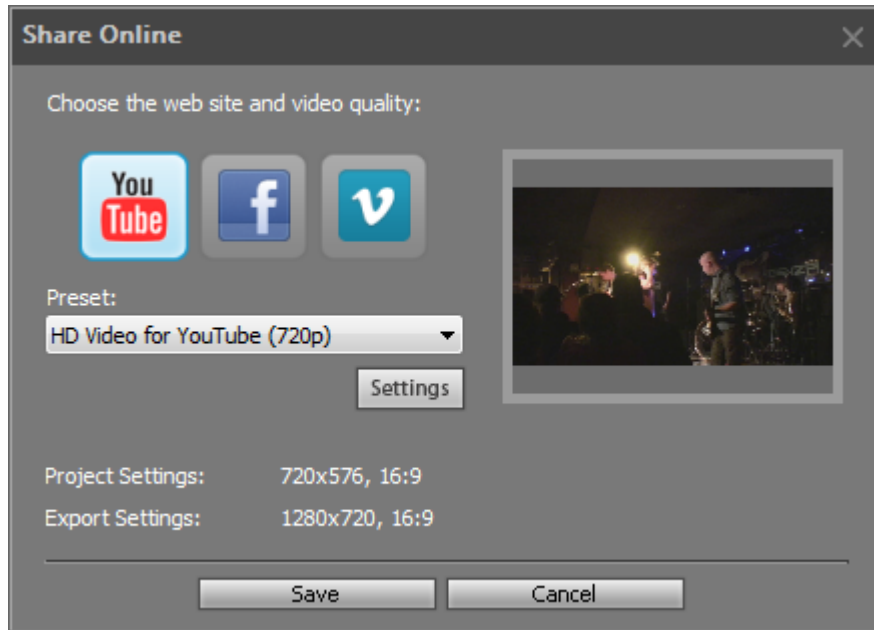 Share Online
Choose the web site and video quality:
You
Tube
f
v
Preset:
HD Video for YouTube (720p)
Settings
Project Settings: 720x576, 16:9
Export Settings: 1280x720, 16:9
Save Cancel